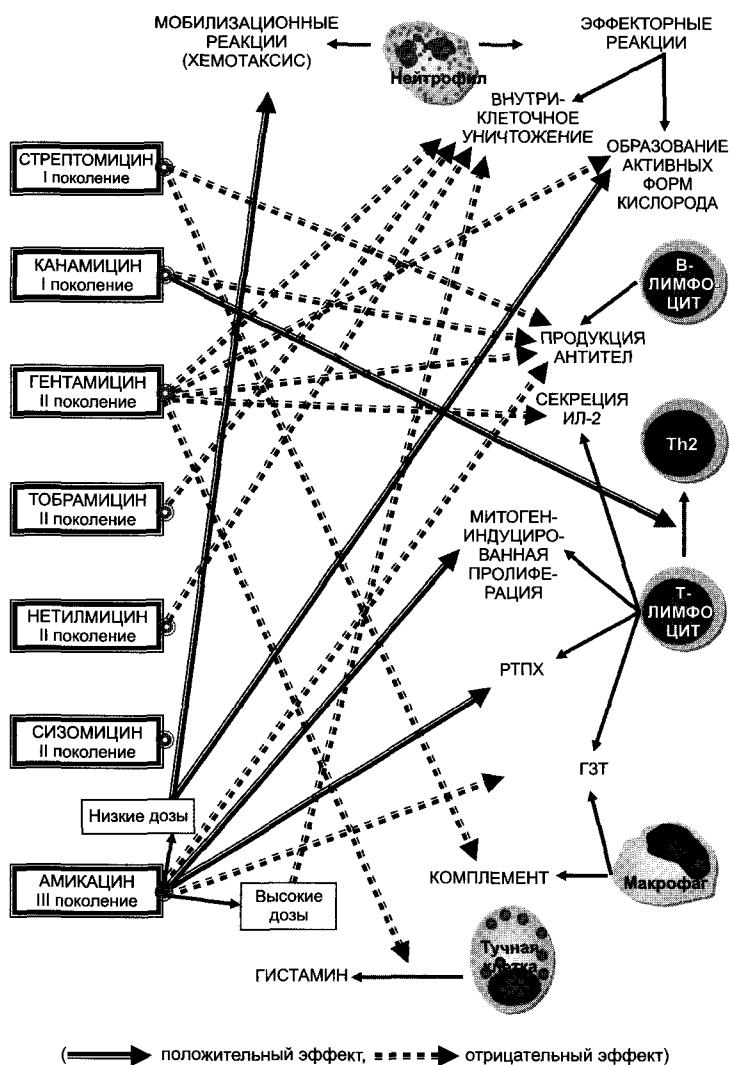 МОБИЛИЗАЦИОННЫЕ
РЕАКЦИИ
(ХЕМОТАКСИС)
Нейтрофил
ЭФФЕКТОРНЫЕ
РЕАКЦИИ
ВНУТРИ-
КЛЕТОЧНОЕ
УНИЧТОЖЕНИЕ
ОБРАЗОВАНИЕ
АКТИВНЫХ
ФОРМ
КИСЛОРОДА
СТРЕПТОМИЦИН
I поколение
КАНАМИЦИН
I поколение
В-
ЛИМФО-
ЦИТ
ПРОДУКЦИЯ
АНТИТЕЛ
ГЕНТАМИЦИН
II поколение
СЕКРЕЦИЯ
ИЛ-2
Th2
ТОБРАМИЦИН
II поколение
МИТОГЕН-
ИНДУЦИРО-
ВАННАЯ
ПРОЛИФЕ-
РАЦИЯ
Т-
ЛИМФО-
ЦИТ
НЕТИЛМИЦИН
II поколение
РТПХ
СИЗОМИЦИН
II поколение
ГЗТ
Низкие дозы
АМИКАЦИН
III поколение
Высокие
дозы
КОМПЛЕМЕНТ
Макрофаг
Тучная
клетка
ГИСТАМИН
( положительный эффект, отрицательный эффект)